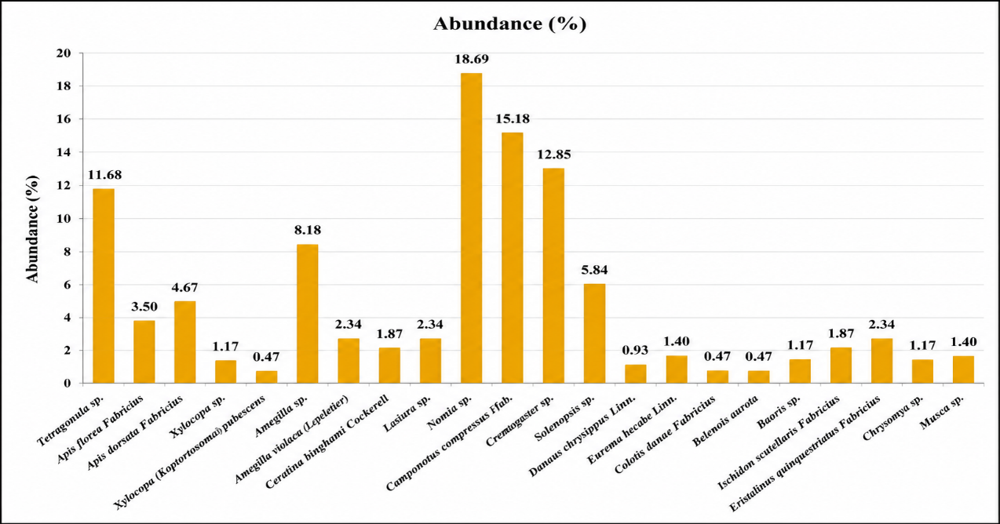 Abundance (%)
Abundance (%)
20
18
16
14
12
10
8
6
4
2
0
11.68
3.50
4.67
1.17
0.47
8.18
2.34
1.87
2.34
18.69
15.18
12.85
5.84
0.93
1.40
0.47
0.47
1.17
1.87
2.34
1.17
1.40
Tetragonula sp.
Apis florea Fabricius
Apis dorsata Fabricius
Xylocopa sp.
Xylocopa (Koptortosoma) pubescens
Amegilla sp.
Amegilla violaca (Lepeletier)
Ceratina binghami Cockerell
Lasiura sp.
Nomia sp.
Camponotus compressus Ffab.
Cremtogaster sp.
Solenopsis sp.
Danaus chrysippus Linn.
Eurema hecabe Linn.
Colotis danae Fabricius
Belenois aurota
Baoris sp.
Ischidon scutellaris Fabricius
Eristalinus quinquestriatus Fabricius
Chrysomya sp.
Musca sp.